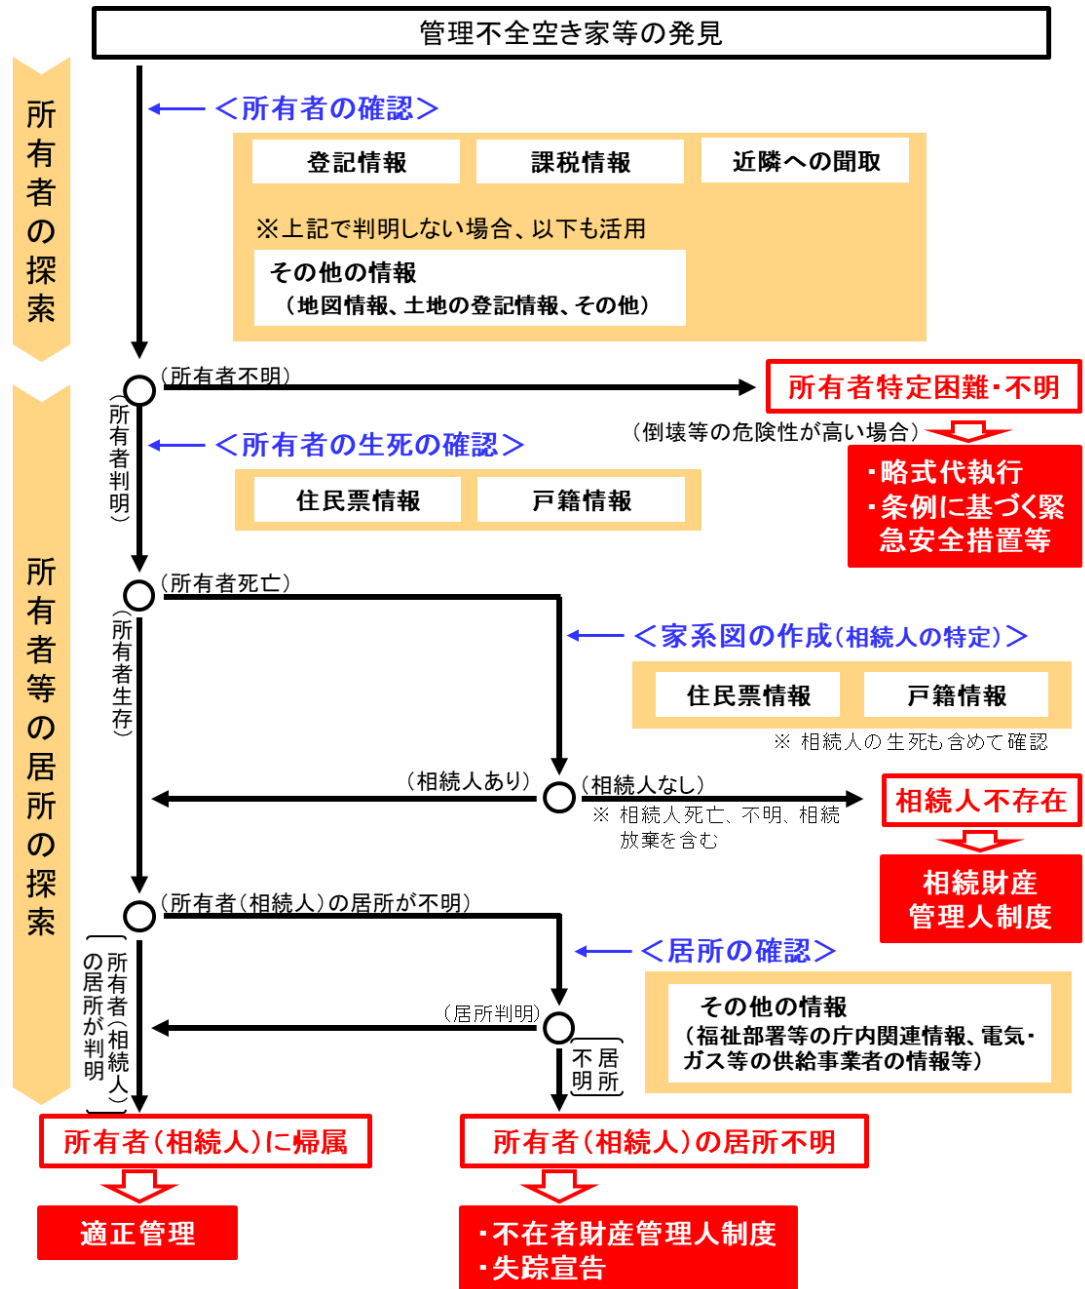 管理不全空き家等の発見
所有者の探索
＜所有者の確認＞
登記情報
課税情報
近隣への聞取
※上記で判明しない場合、以下も活用
その他の情報
（地図情報、土地の登記情報、その他）
（所有者不明）
所有者特定困難・不明
（所有者判明）
（倒壊等の危険性が高い場合）
＜所有者の生死の確認＞
住民票情報
戸籍情報
・略式代執行
・条例に基づく緊
急安全措置等
所有者等の居所の探索
（所有者死亡）
（所有者生存）
＜家系図の作成（相続人の特定）＞
住民票情報
戸籍情報
※ 相続人の生死も含めて確認
（相続人あり）
（相続人なし）
※ 相続人死亡、不明、相続
放棄を含む
相続人不存在
相続財産
管理人制度
（所有者（相続人）の居所が不明）
＜居所の確認＞
所有者（相続人）
の居所が判明
その他の情報
（福祉部署等の庁内関連情報、電気・
ガス等の供給事業者の情報等）
（居所判明）
居所
不明
所有者（相続人）に帰属
所有者（相続人）の居所不明
適正管理
・不在者財産管理人制度
・失踪宣告